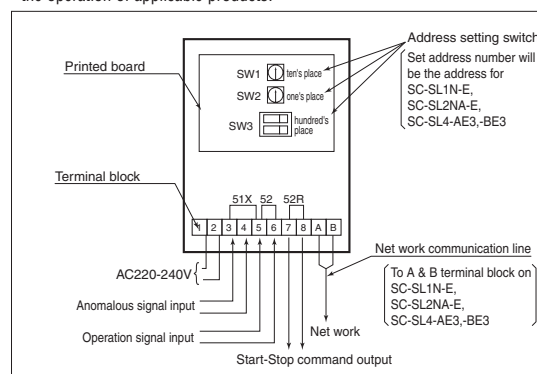 the operation of applicable products.
Address setting switch
Set address number will
be the address for
SC-SL1N-E,
SC-SL2NA-E,
SC-SL4-AE3,-BE3
Printed board
SW1 ten's place
SW2 one's place
SW3 hundred's
place
Terminal block
51X 52 52R
1 2 3 4 5 6 7 8 A B
Net work communication line
AC220-240V
To A & B terminal block on
SC-SL1N-E,
SC-SL2NA-E,
SC-SL4-AE3,-BE3
Anomalous signal input
Operation signal input
Net work
Start-Stop command output